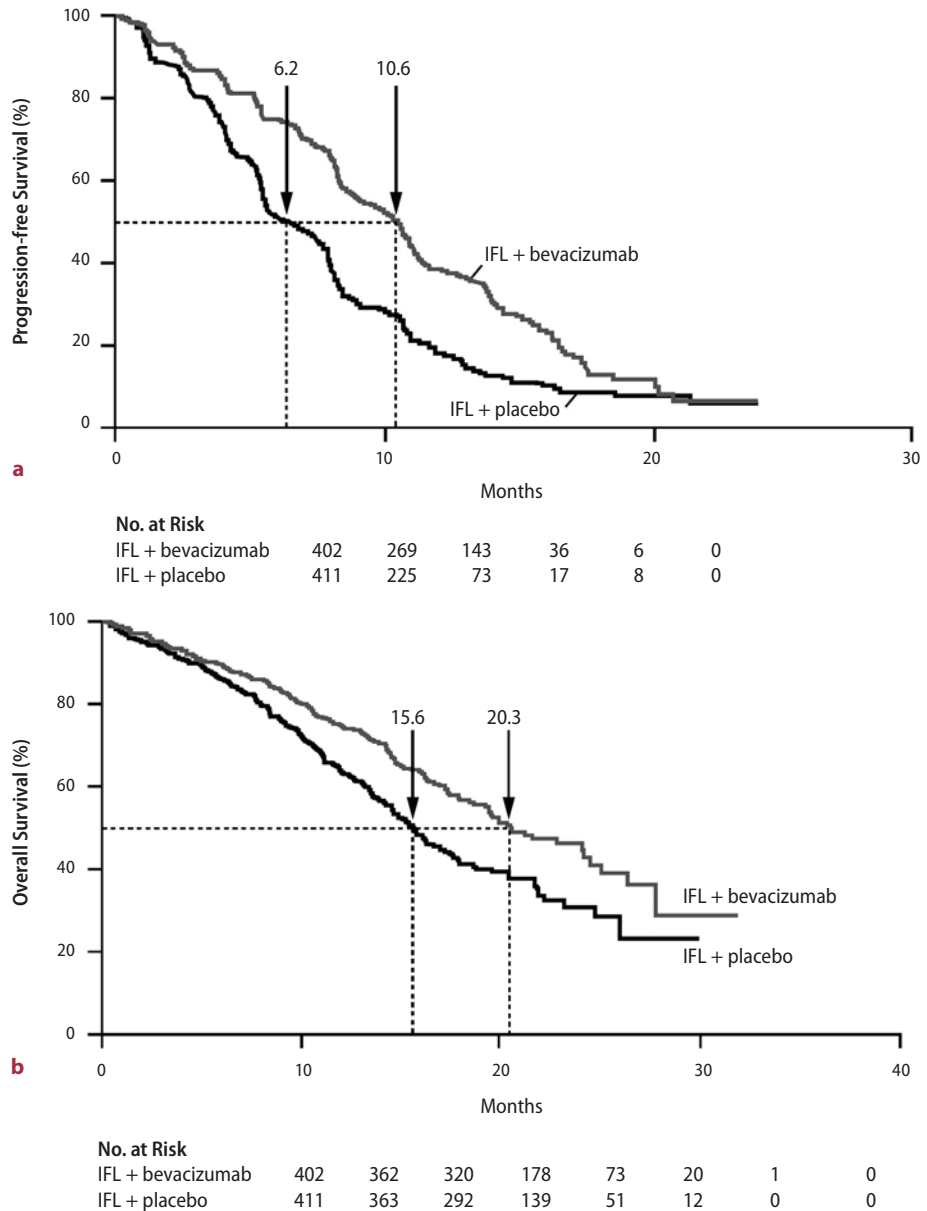 Progression-free Survival (%)
100
80
60
40
20
0
6.2
10.6
IFL + bevacizumab
IFL + placebo
0
10
20
30
a
Months
No. at Risk
IFL + bevacizumab 402 269 143 36 6 0
IFL + placebo 411 225 73 17 8 0
Overall Survival (%)
100
80
60
40
20
0
15.6
20.3
IFL + bevacizumab
IFL + placebo
b
0
10
20
30
40
Months
No. at Risk
IFL + bevacizumab 402 362 320 178 73 20 1 0
IFL + placebo 411 363 292 139 51 12 0 0